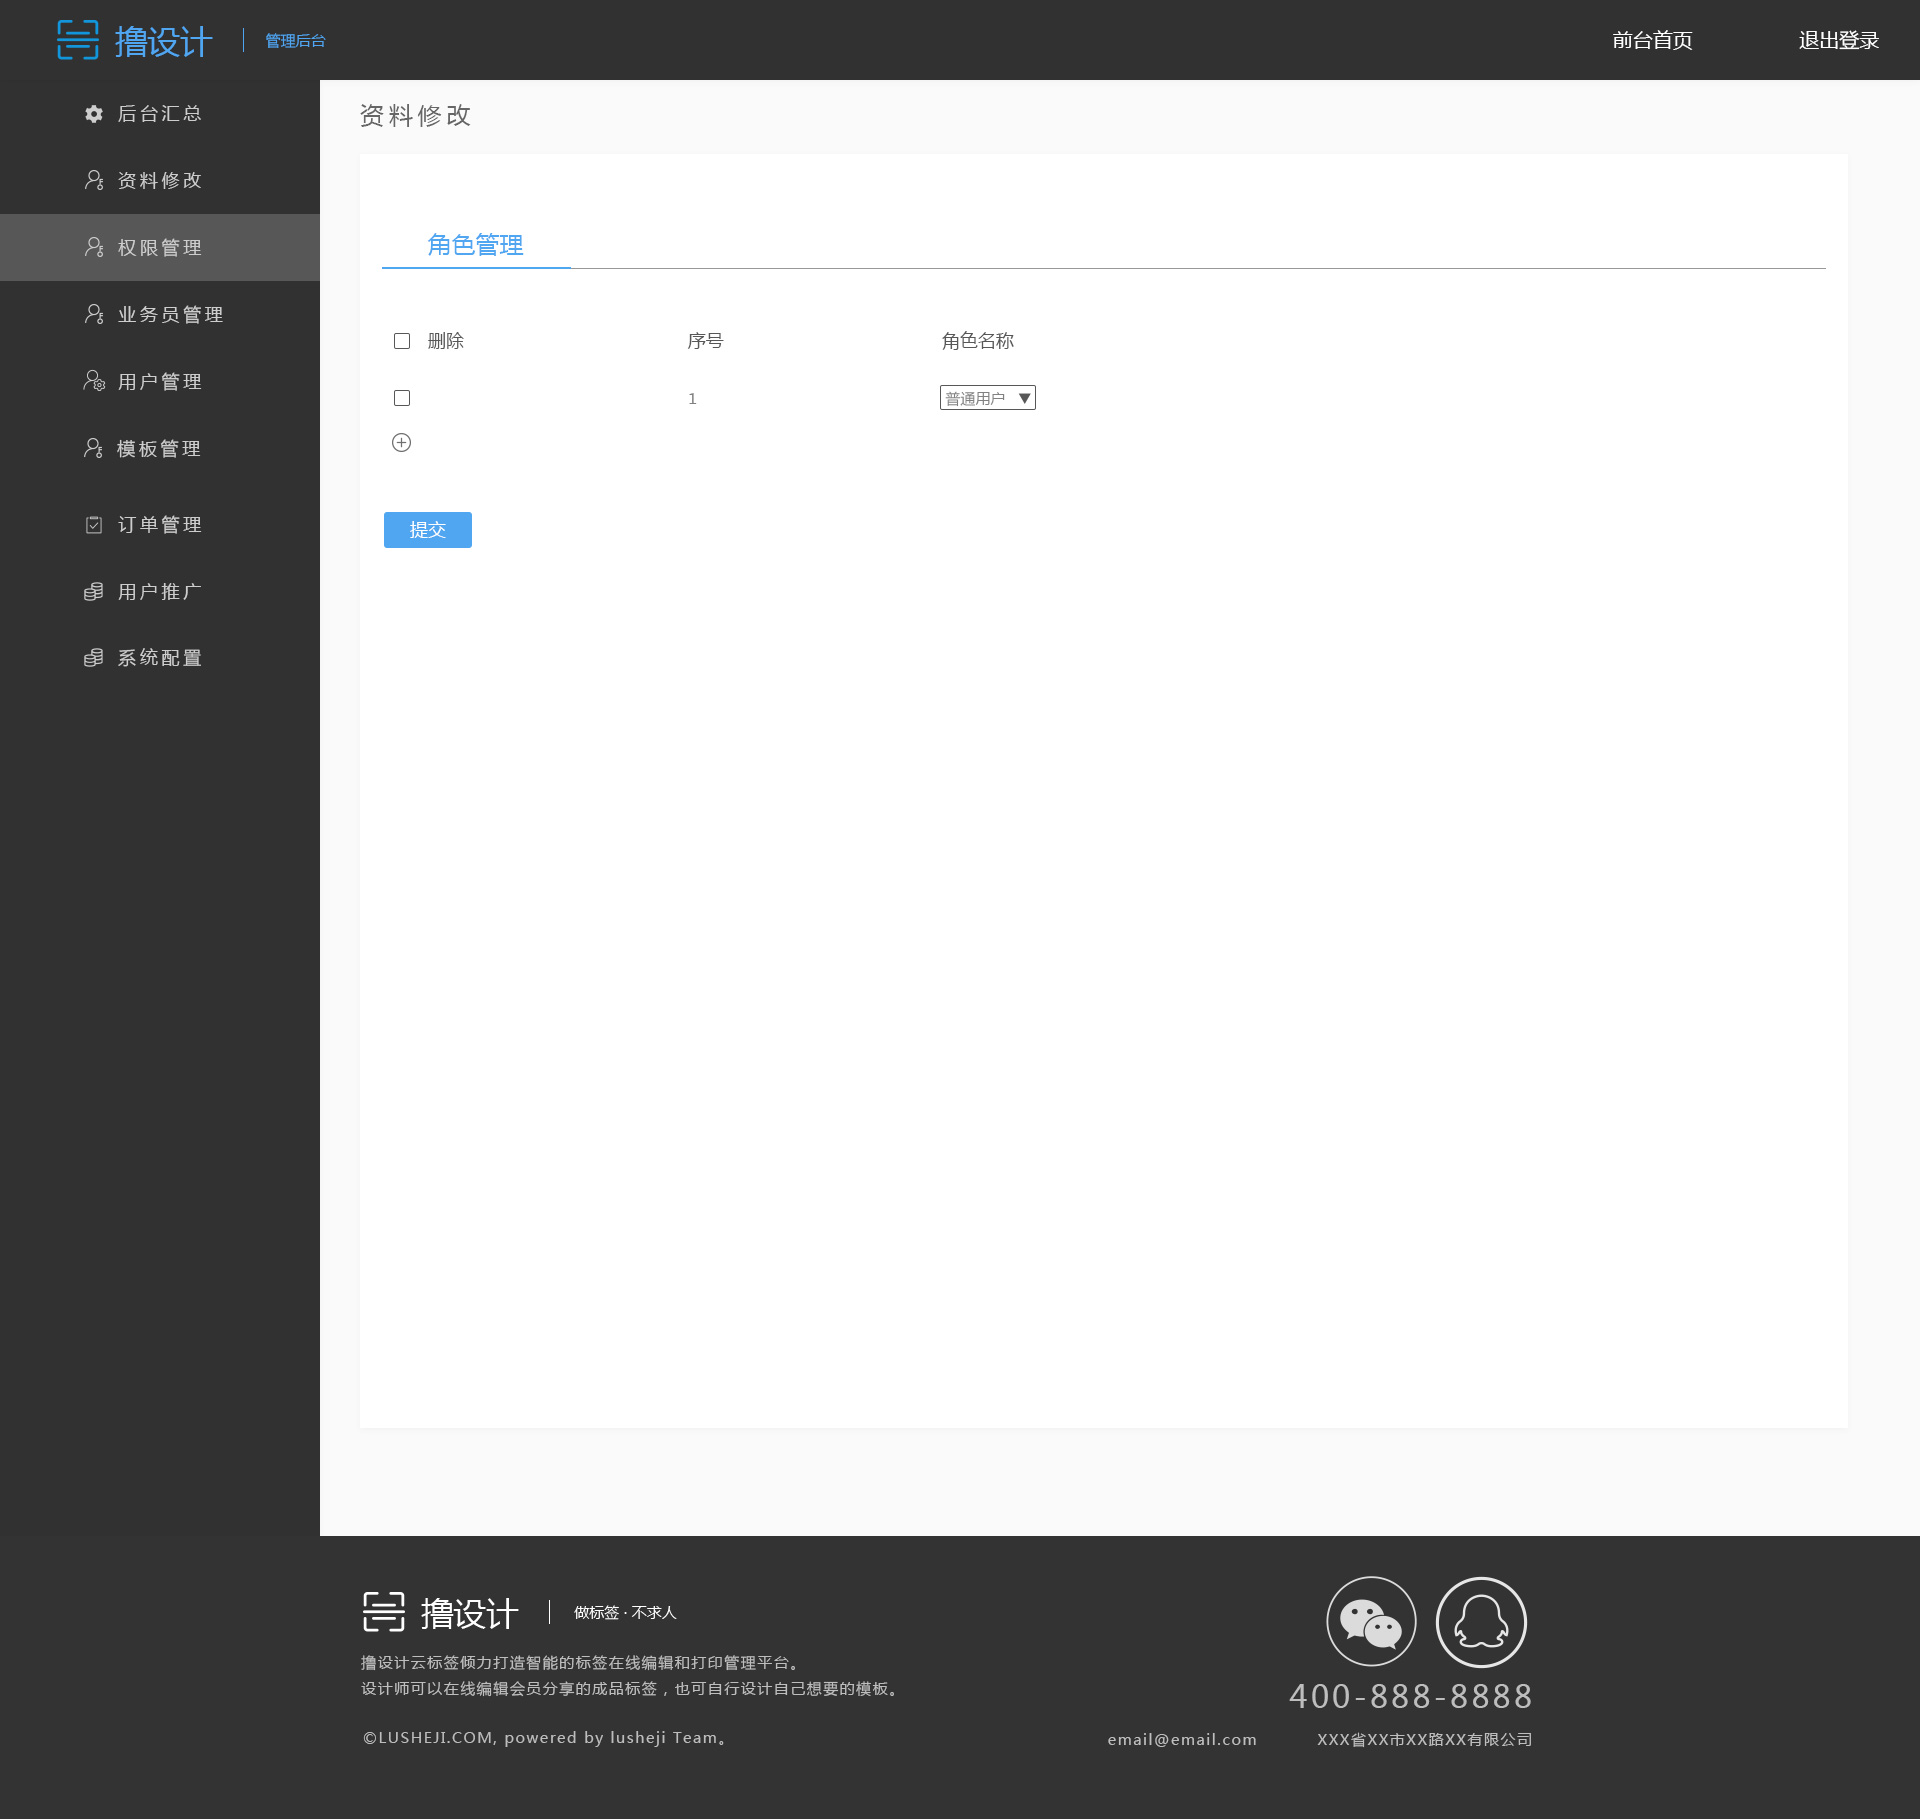 撸设计 管理后台 前台首页 退出登录
后台汇总
资料修改
权限管理
业务员管理
用户管理
模板管理
订单管理
用户推广
系统配置
资料修改
角色管理
删除 序号 角色名称
1 普通用户 ▼
提交
撸设计 做标签 · 不求人
撸设计云标签倾力打造智能的标签在线编辑和打印管理平台。
设计师可以在线编辑会员分享的成品标签，也可自行设计自己想要的模板。
©LUSHEJI.COM, powered by lusheji Team。
400-888-8888
email@email.com XXX省XX市XX路XX有限公司